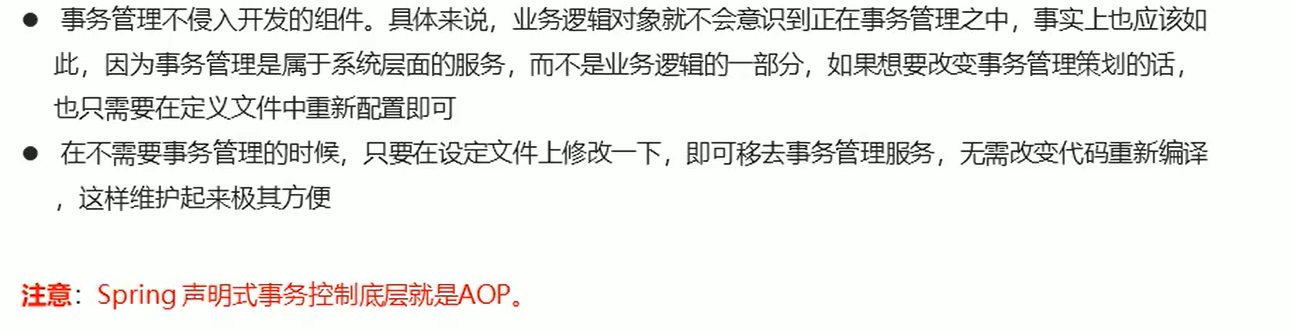 ● 事务管理不侵入开发的组件。具体来说，业务逻辑对象就不会意识到正在事务管理之中，事实上也应该如
此，因为事务管理是属于系统层面的服务，而不是业务逻辑的一部分，如果想要改变事务管理策划的话，
也只需要在定义文件中重新配置即可
● 在不需要事务管理的时候，只要在设定文件上修改一下，即可移去事务管理服务，无需改变代码重新编译
，这样维护起来极其方便
注意：Spring 声明式事务控制底层就是AOP。